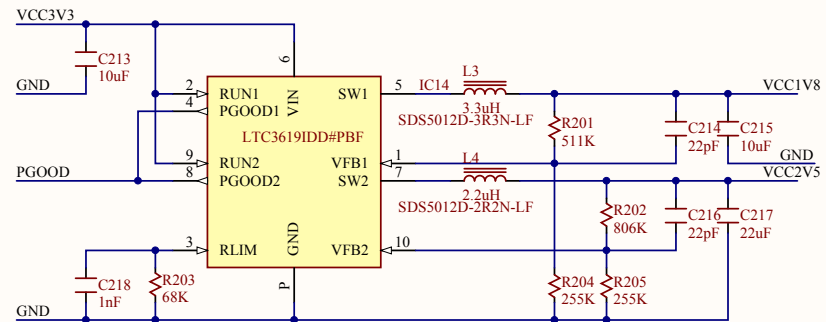 VCC3V3
C213
10uF
GND
6
VIN
2
RUN1
SW1
5
IC14
L3
3.3uH
SDS5012D-3R3N-LF
VCC1V8
4
PGOOD1
LTC3619IDD#PBF
R201
511K
C214
22pF
C215
10uF
GND
9
RUN2
VFB1
1
L4
PGOOD
8
PGOOD2
SW2
7
2.2uH
SDS5012D-2R2N-LF
VCC2V5
R202
806K
C216
22pF
C217
22uF
3
RLIM
GND
VFB2
10
C218
1nF
R203
68K
P
R204
255K
R205
255K
GND